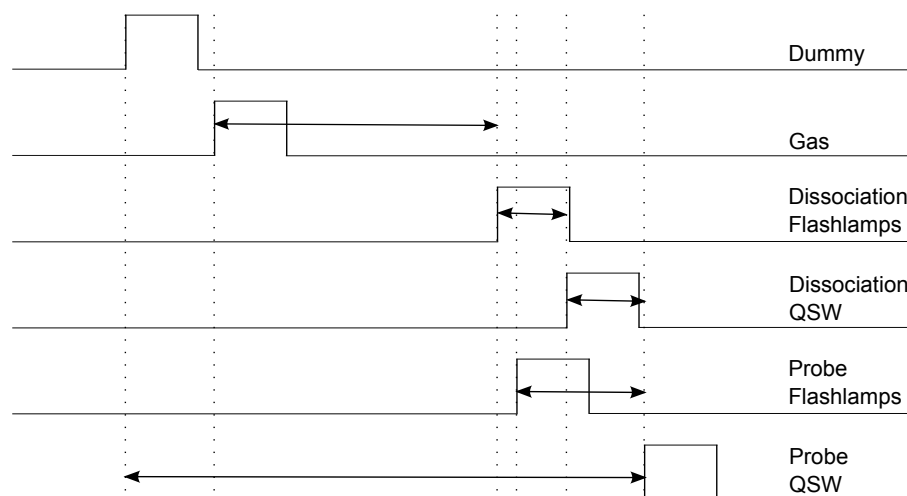 Dummy
Gas
Dissociation
Flashlamps
Dissociation
QSW
Probe
Flashlamps
Probe
QSW